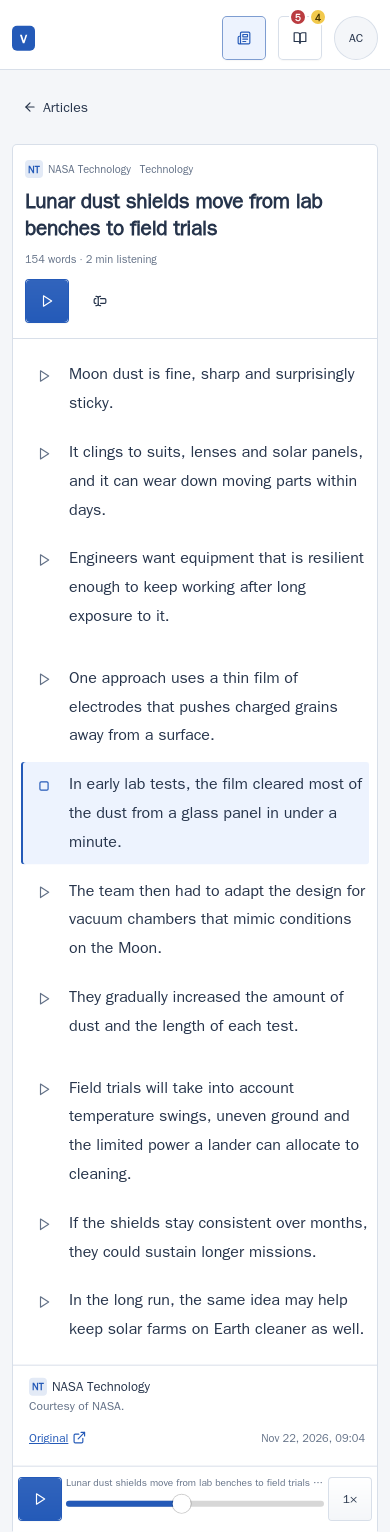 V
5
4
AC
Articles
NT NASA Technology Technology
Lunar dust shields move from lab
benches to field trials
154 words · 2 min listening
Moon dust is fine, sharp and surprisingly
sticky.
It clings to suits, lenses and solar panels,
and it can wear down moving parts within
days.
Engineers want equipment that is resilient
enough to keep working after long
exposure to it.
One approach uses a thin film of
electrodes that pushes charged grains
away from a surface.
In early lab tests, the film cleared most of
the dust from a glass panel in under a
minute.
The team then had to adapt the design for
vacuum chambers that mimic conditions
on the Moon.
They gradually increased the amount of
dust and the length of each test.
Field trials will take into account
temperature swings, uneven ground and
the limited power a lander can allocate to
cleaning.
If the shields stay consistent over months,
they could sustain longer missions.
In the long run, the same idea may help
keep solar farms on Earth cleaner as well.
NT NASA Technology
Courtesy of NASA.
Original
Nov 22, 2026, 09:04
Lunar dust shields move from lab benches to field trials ···
1×